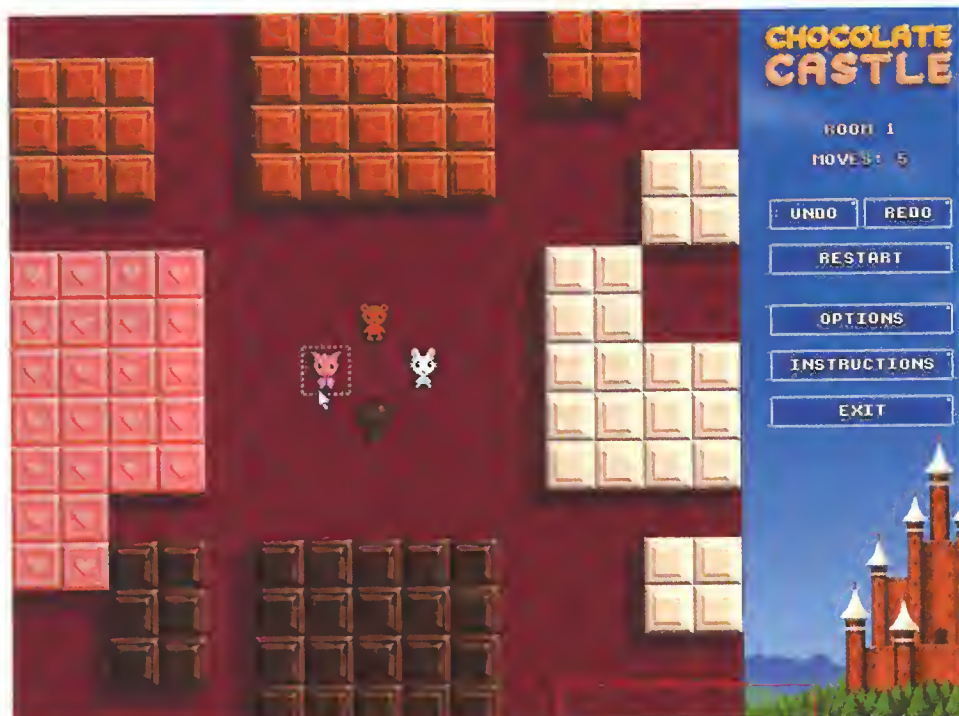 CHOCOLATE
CASTLE
ROOM 1
MOVES: 5
UNDO REDO
RESTART
OPTIONS
INSTRUCTIONS
EXIT